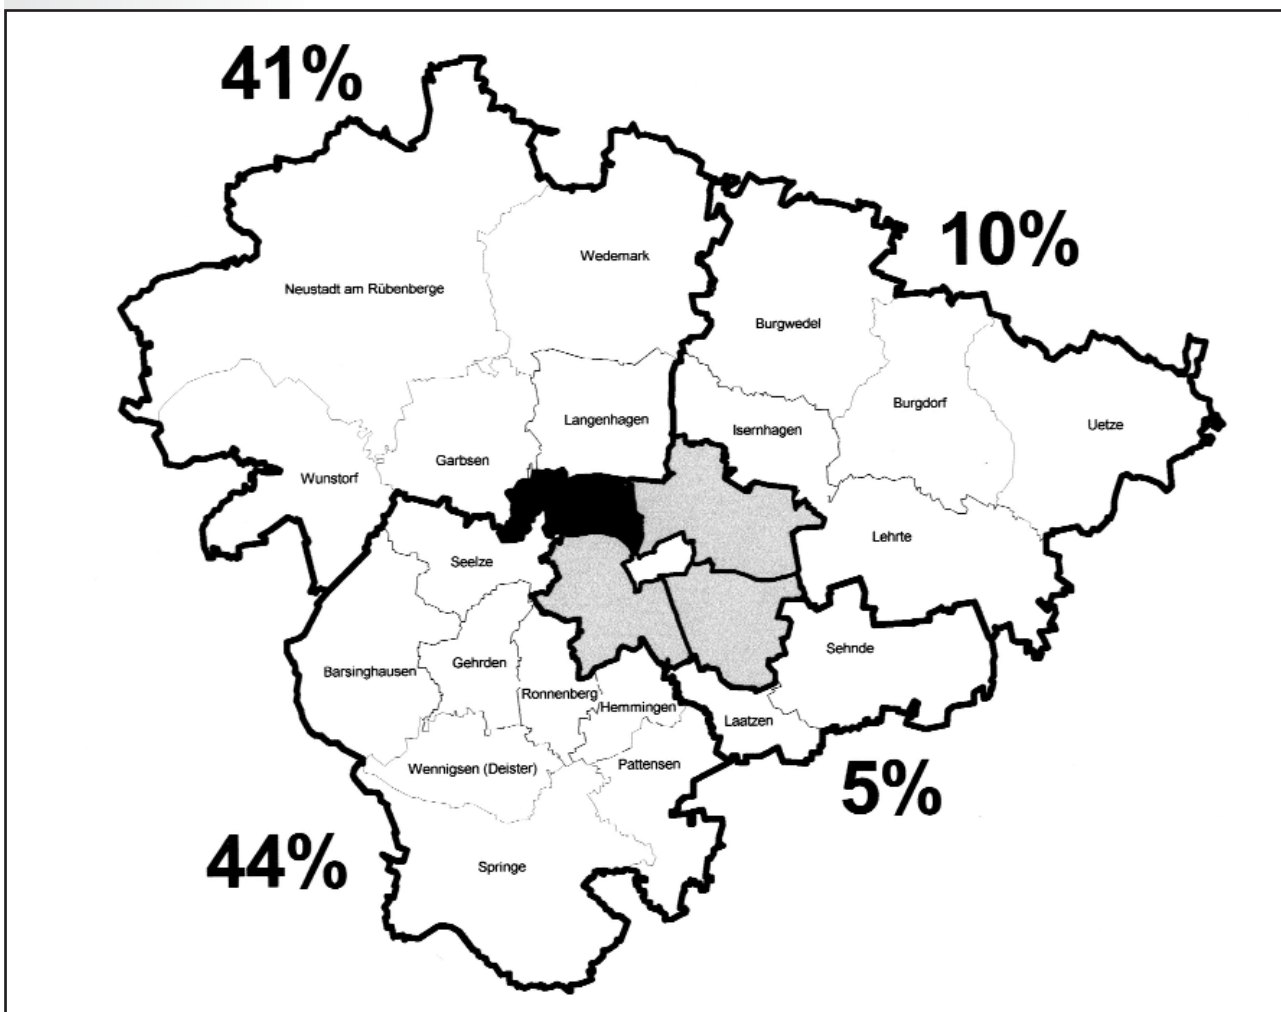 41%
10%
Wedemark
Neustadt am Rübenberge
Burgwedel
Burgdorf
Langenhagen
Isernhagen
Uetze
Garbsen
Wunstorf
Lehrte
Seelze
Sehnde
Gehrden
Barsinghausen
Ronnenberg
Hemmingen
Laatzen
Pattensen
Wennigsen (Deister)
5%
44%
Springe